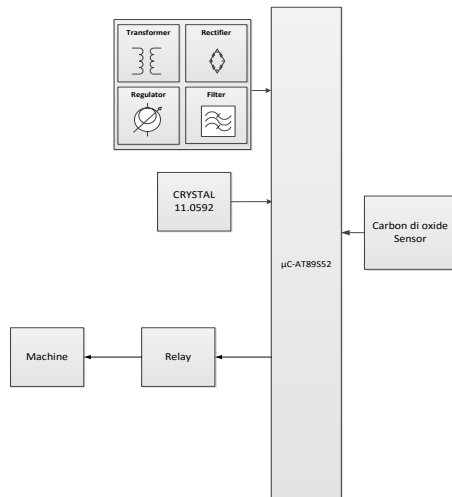 Transformer
Rectifier
Regulator
Filter
CRYSTAL
11.0592
Carbon di oxide
Sensor
µC-AT89S52
Machine
Relay